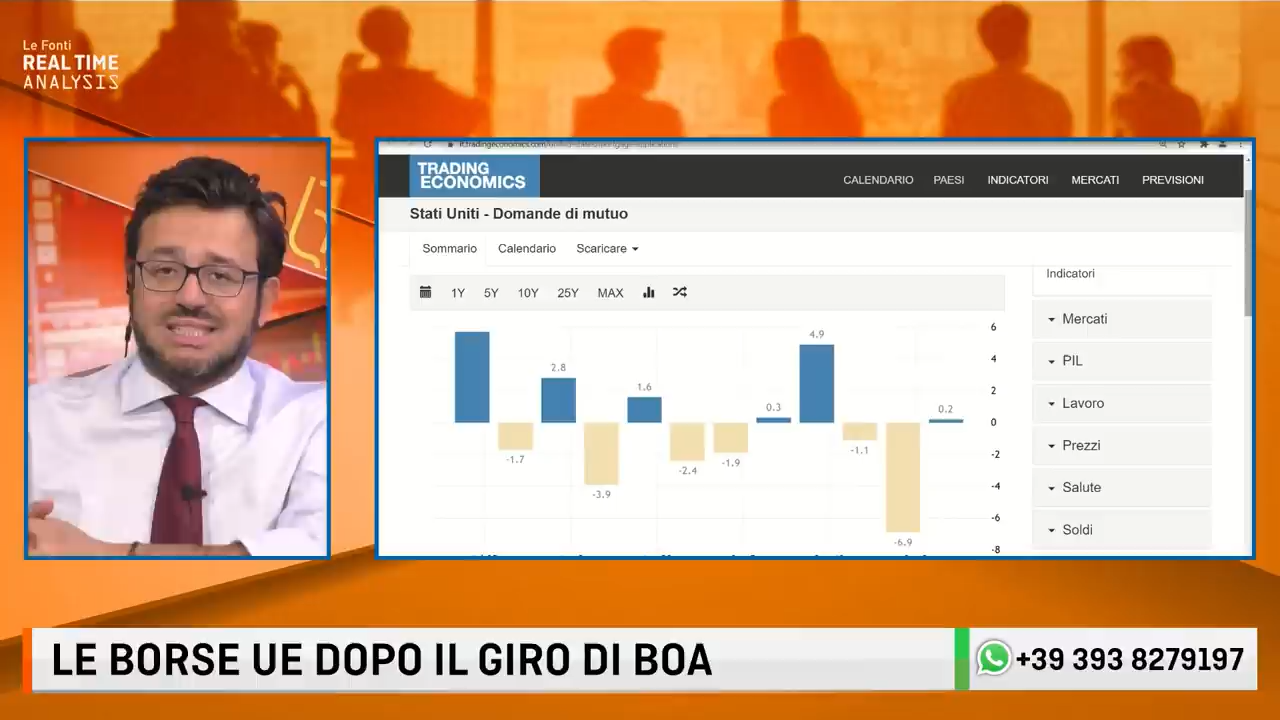 Le Fonti
REAL TIME
ANALYSIS
TRADING
ECONOMICS
CALENDARIO PAESI INDICATORI MERCATI PREVISIONI
Stati Uniti - Domande di mutuo
Sommario Calendario Scaricare
Indicatori
1Y 5Y 10Y 25Y MAX
Mercati
PIL
Lavoro
Prezzi
Salute
Soldi
6
4
2
0
-2
-4
-6
-8
-1.7
2.8
-3.9
1.6
-2.4
-1.9
0.3
4.9
-1.1
-6.9
0.2
LE BORSE UE DOPO IL GIRO DI BOA
+39 393 8279197